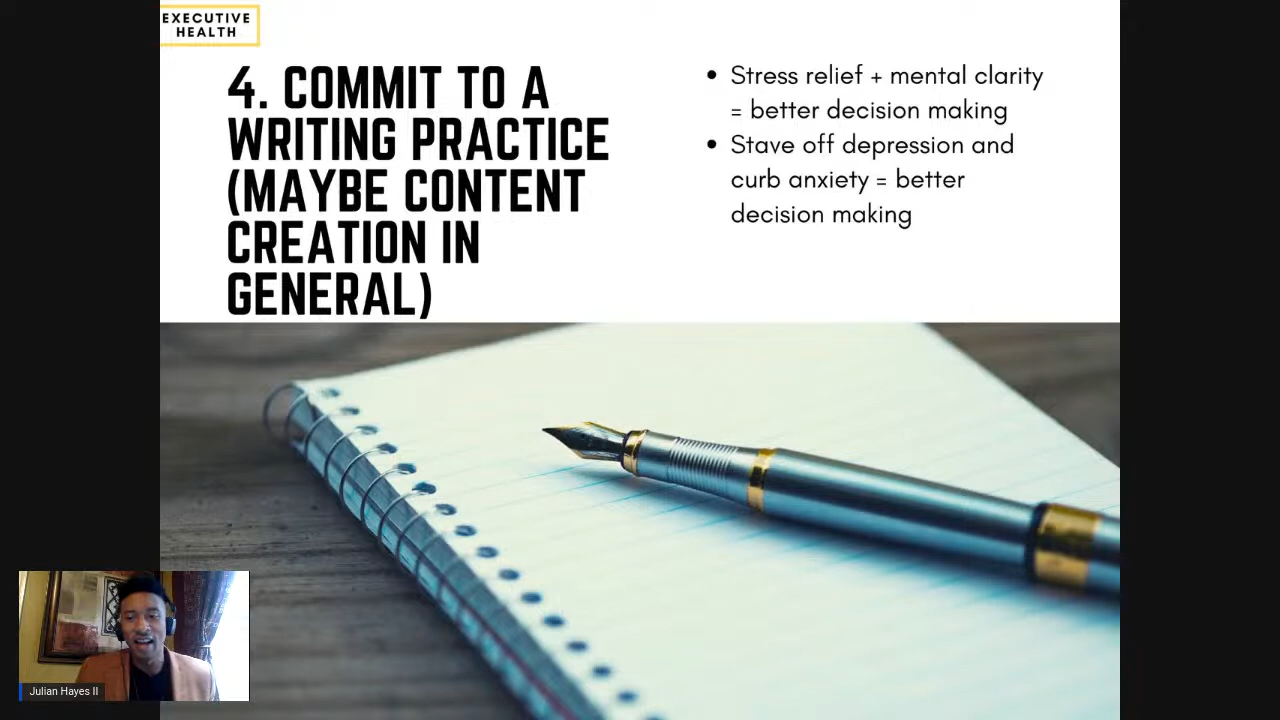 EXECUTIVE
HEALTH
4. COMMIT TO A
WRITING PRACTICE
(MAYBE CONTENT
CREATION IN
GENERAL)
• Stress relief + mental clarity
= better decision making
• Stave off depression and
curb anxiety = better
decision making
Julian Hayes II